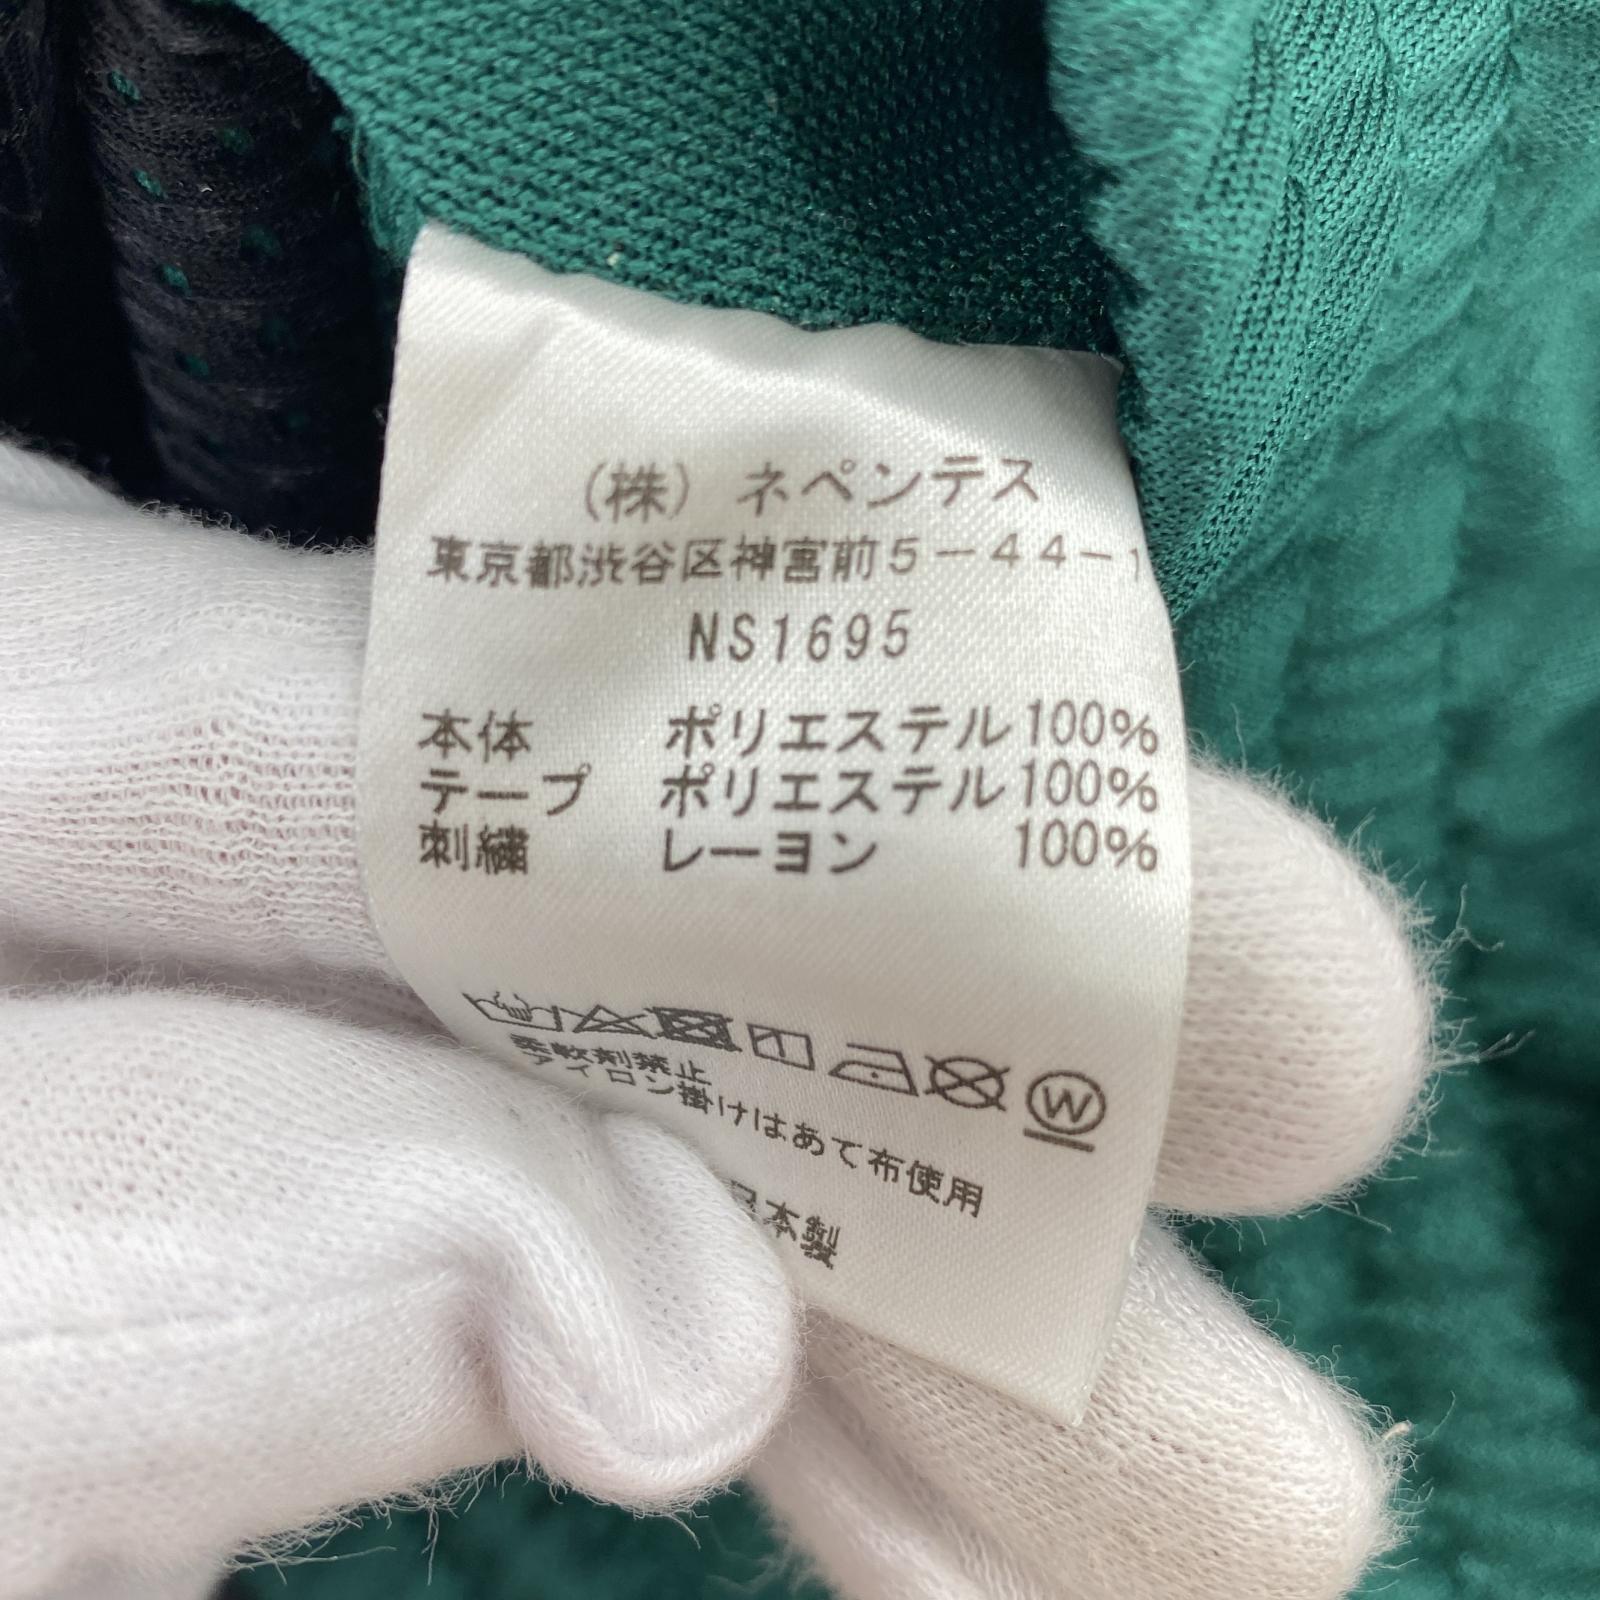 (株) ネペンテス
東京都渋谷区神宮前5-44-1
NS1695
本体 ポリエステル100%
テープ ポリエステル100%
刺繍 レーヨン 100%
W
柔軟剤禁止
アイロン掛けはあて布使用
日本製